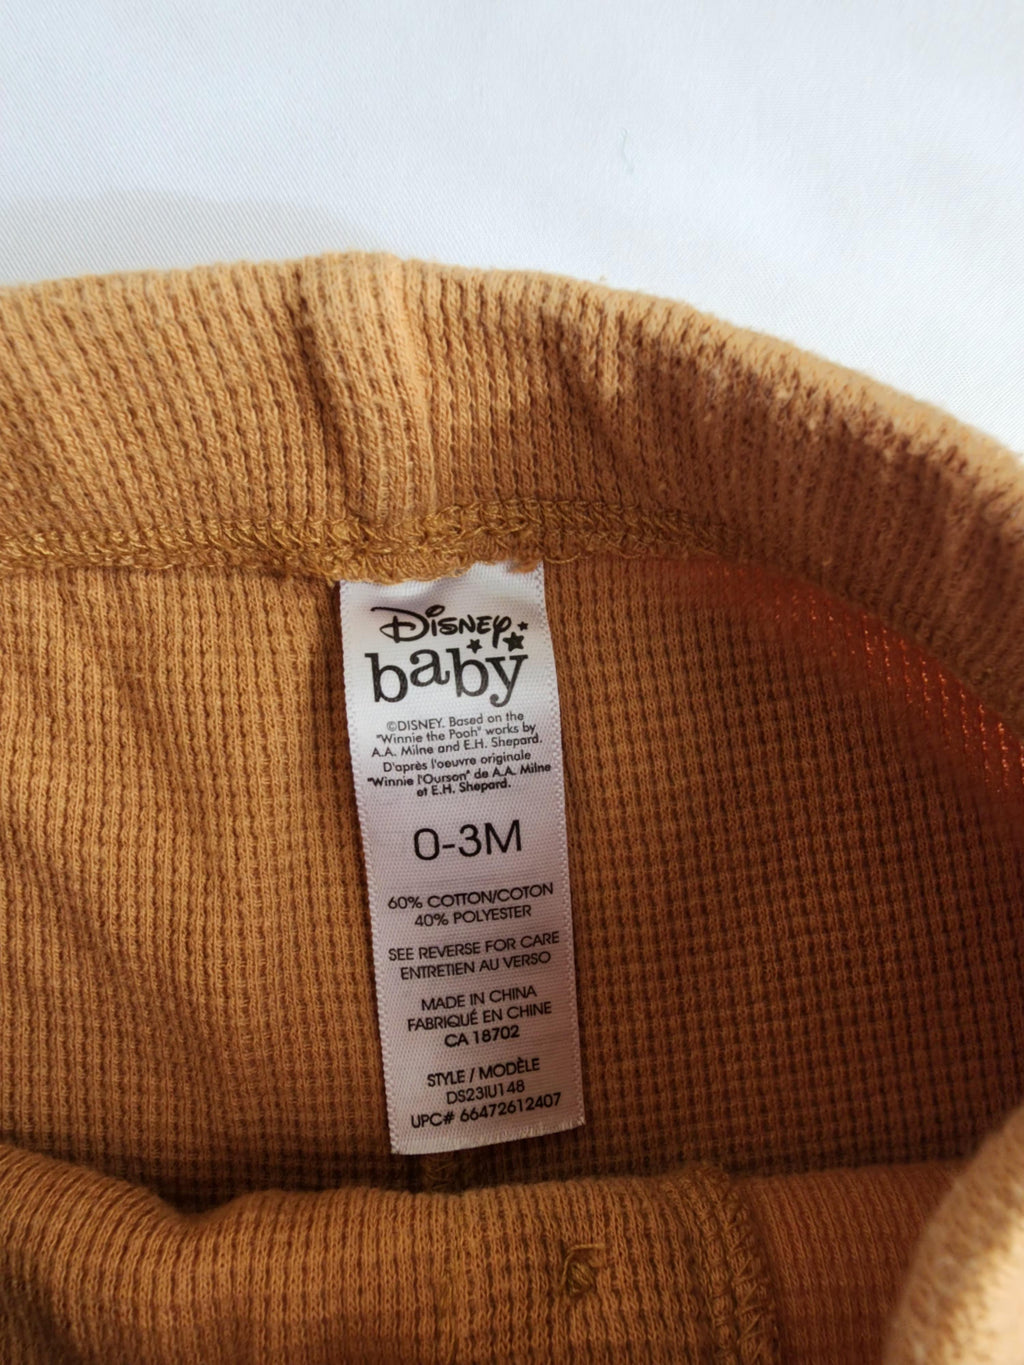 Disney
baby
©DISNEY. Based on the
"Winnie the Pooh" works by
A.A. Milne and E.H. Shepard.
D'après l'oeuvre originale
"Winnie l'Ourson" de A.A. Milne
et E.H. Shepard.
0-3M
60% COTTON/COTON
40% POLYESTER
SEE REVERSE FOR CARE
ENTRETIEN AU VERSO
MADE IN CHINA
FABRIQUÉ EN CHINE
CA 18702
STYLE / MODÈLE
DS23IU148
UPC# 66472612407